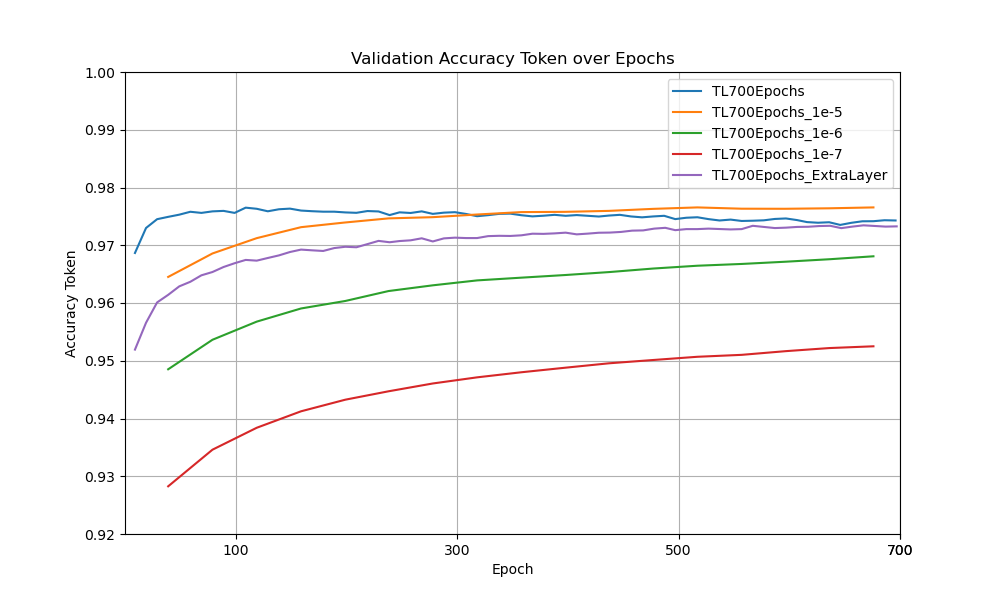 Validation Accuracy Token over Epochs
1.00
0.99
0.98
0.97
0.96
0.95
0.94
0.93
0.92
Accuracy Token
TL700Epochs
TL700Epochs_1e-5
TL700Epochs_1e-6
TL700Epochs_1e-7
TL700Epochs_ExtraLayer
100 300 500 700
Epoch